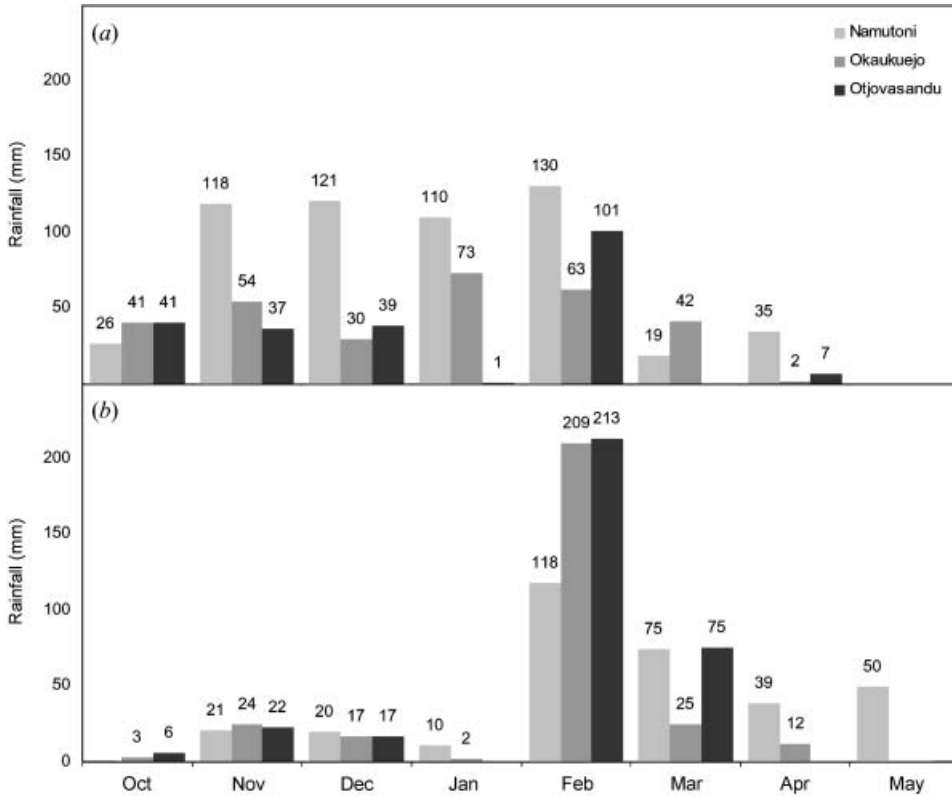 (a)
Namutoni
Okaukuejo
Otjovasandu
Rainfall (mm)
200
150
100
50
26 41 41
118 54 37
121 30 39
110 73 1
130 63 101
19 42
35 2 7
(b)
Rainfall (mm)
200
150
100
50
0
3 6
21 24 22
20 17 17
10 2
118 209 213
75 25 75
39 12
50
Oct Nov Dec Jan Feb Mar Apr May